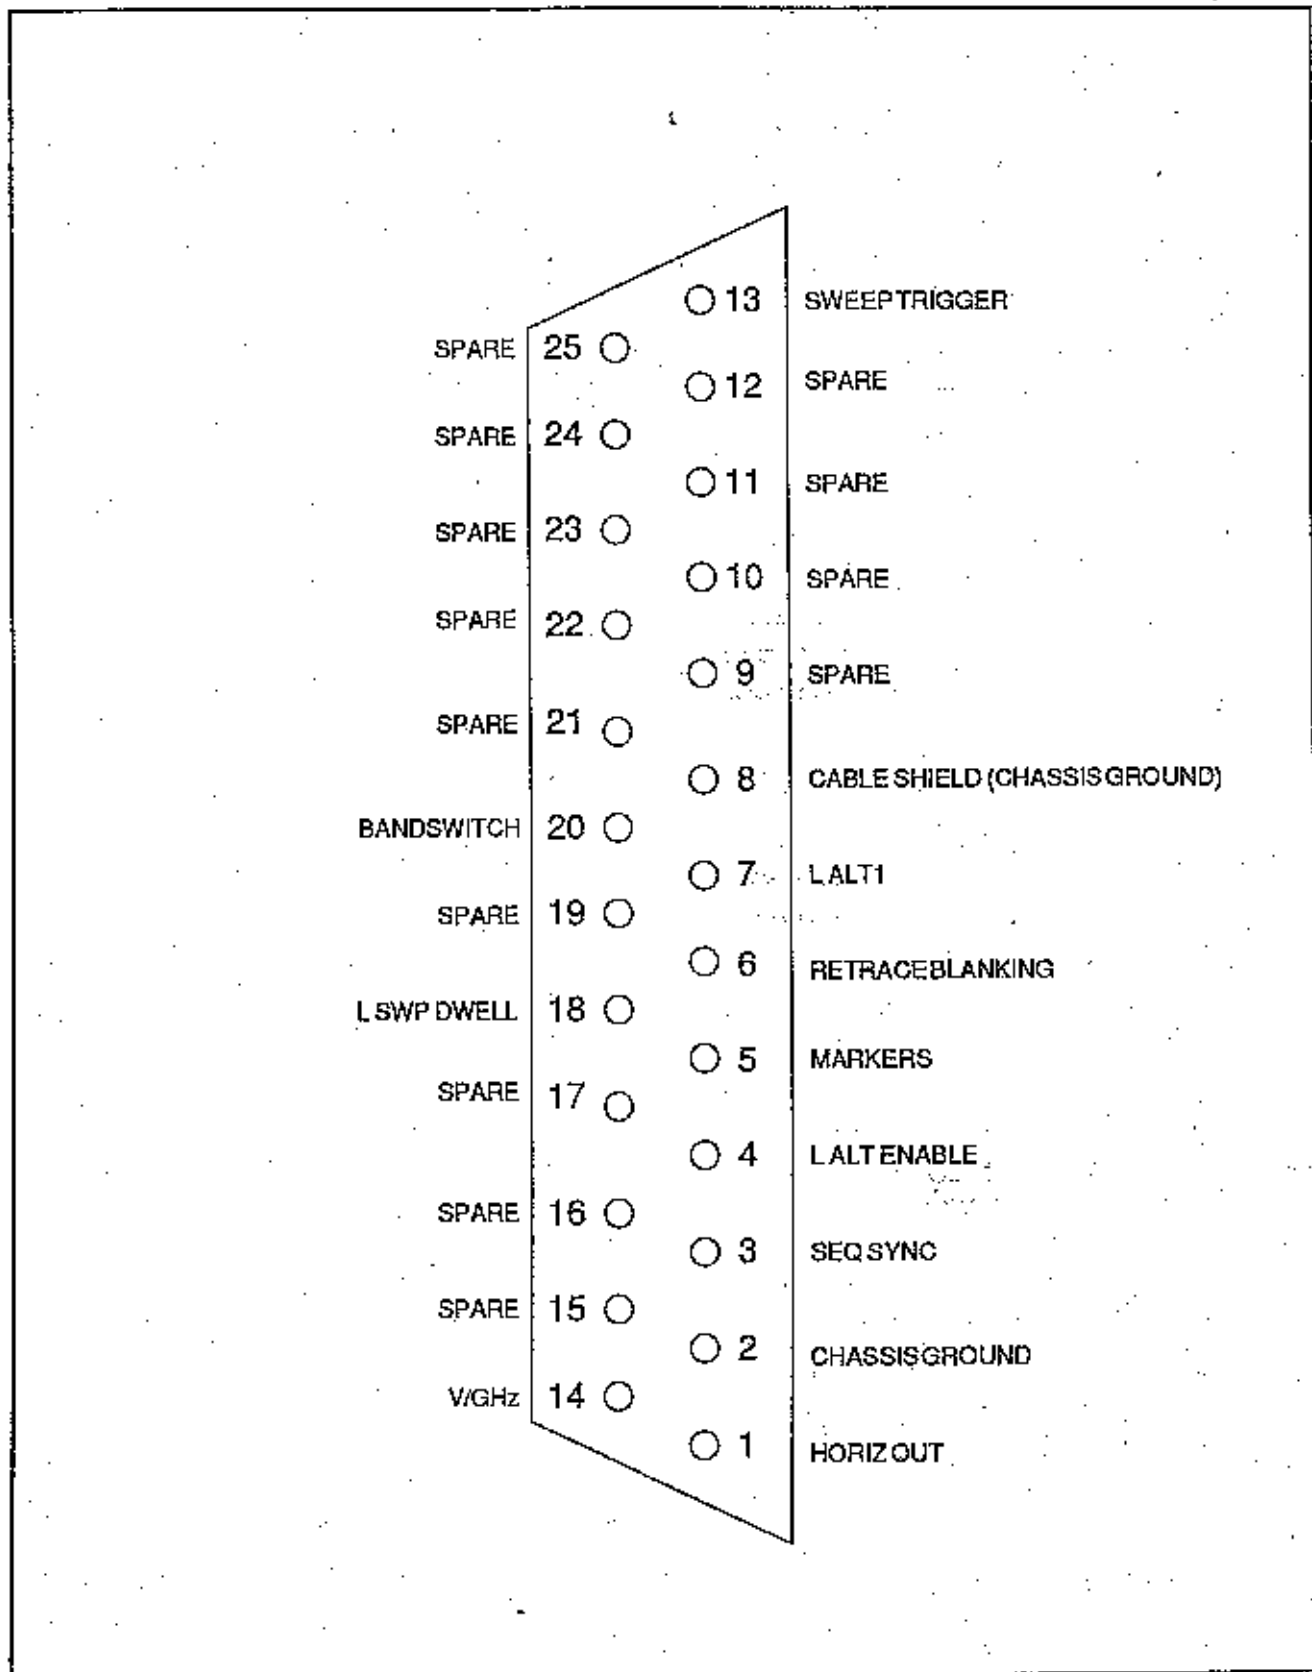 13 SWEEPTRIGGER
SPARE 25
12 SPARE
SPARE 24
11 SPARE
SPARE 23
10 SPARE
SPARE 22
9 SPARE
SPARE 21
8 CABLE SHIELD (CHASSIS GROUND)
BANDSWITCH 20
7 L ALT1
SPARE 19
6 RETRACE BLANKING
L SWP DWELL 18
5 MARKERS
SPARE 17
4 L ALT ENABLE
SPARE 16
3 SEQ SYNC
SPARE 15
2 CHASSIS GROUND
V/GHz 14
1 HORIZ OUT